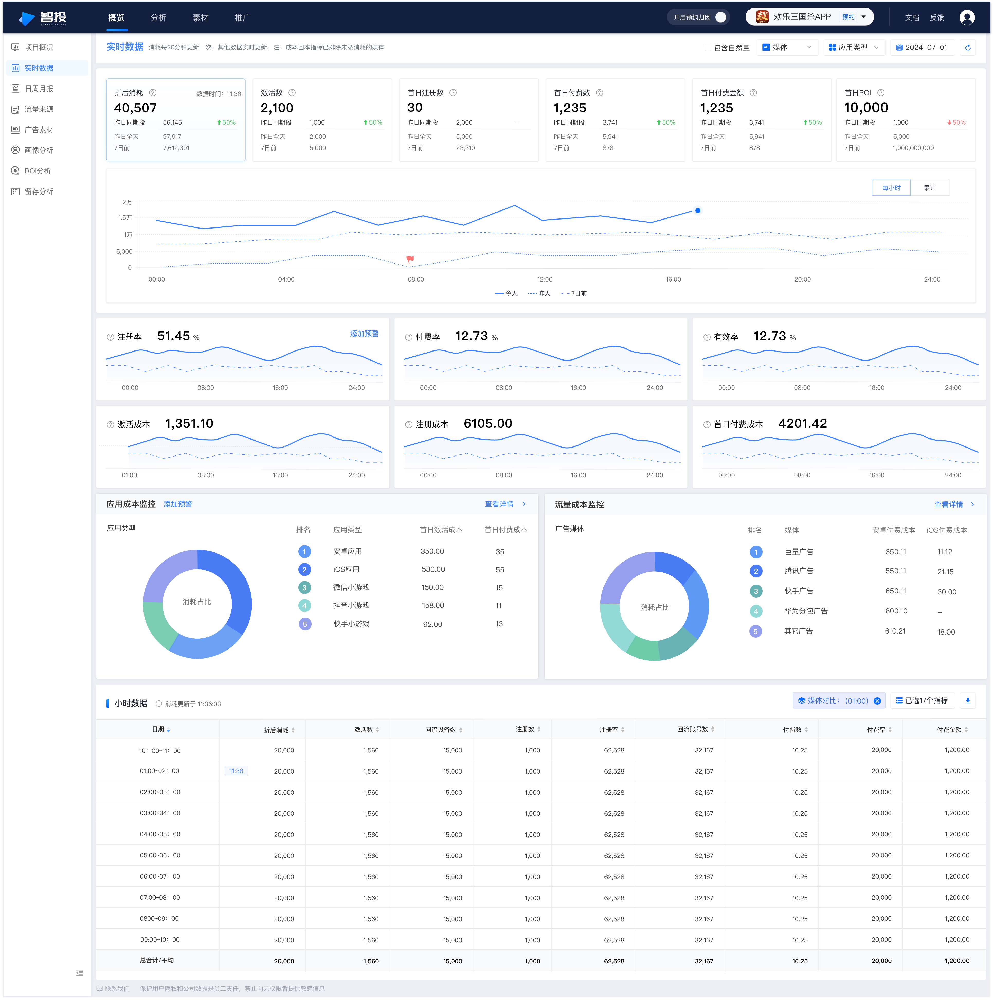 智投
概览 分析 素材 推广
开启预约归因
欢乐三国杀APP 预约
文档 反馈
项目概况
实时数据
日周月报
流量来源
广告素材
画像分析
ROI分析
留存分析
实时数据 消耗每20分钟更新一次，其他数据实时更新。注：成本回本指标已排除未录消耗的媒体
包含自然量 媒体 应用类型 2024-07-01
折后消耗 数据时间：11:36
40,507
昨日同期段 56,145 50%
昨日全天 97,917
7日前 7,612,301
激活数
2,100
昨日同期段 1,000 50%
昨日全天 2,000
7日前 5,000
首日注册数
30
昨日同期段 2,000 –
昨日全天 5,000
7日前 23,310
首日付费数
1,235
昨日同期段 3,741 50%
昨日全天 5,941
7日前 878
首日付费金额
1,235
昨日同期段 3,741 50%
昨日全天 5,941
7日前 878
首日ROI
10,000
昨日同期段 1,000 50%
昨日全天 5,000
7日前 1,000,000,000
每小时 累计
2万
1.5万
1万
5,000
0
00:00 04:00 08:00 12:00 16:00 20:00 24:00
今天 昨天 7日前
注册率 51.45 % 添加预警
00:00 08:00 16:00 24:00
付费率 12.73 %
00:00 08:00 16:00 24:00
有效率 12.73 %
00:00 08:00 16:00 24:00
激活成本 1,351.10
01:00 08:00 16:00 24:00
注册成本 6105.00
00:00 08:00 16:00 24:00
首日付费成本 4201.42
00:00 08:00 16:00 24:00
应用成本监控 添加预警 查看详情
应用类型
消耗占比
排名 应用类型 首日激活成本 首日付费成本
1 安卓应用 350.00 35
2 iOS应用 580.00 55
3 微信小游戏 150.00 15
4 抖音小游戏 158.00 11
5 快手小游戏 92.00 13
流量成本监控 查看详情
广告媒体
消耗占比
排名 媒体 安卓付费成本 iOS付费成本
1 巨量广告 350.11 11.12
2 腾讯广告 550.11 21.15
3 快手广告 650.11 30.00
4 华为分包广告 800.10 –
5 其它广告 610.21 18.00
小时数据 消耗更新于 11:36:03
媒体对比：(01:00) 已选17个指标
日期 折后消耗 激活数 回流设备数 注册数 注册率 回流账号数 付费数 付费率 付费金额
10：00~11：00 20,000 1,560 15,000 1,000 62,528 32,167 10.25 20,000 1,200.00
01:00~02：00 11:36 20,000 1,560 15,000 1,000 62,528 32,167 10.25 20,000 1,200.00
02:00~03：00 20,000 1,560 15,000 1,000 62,528 32,167 10.25 20,000 1,200.00
03:00~04：00 20,000 1,560 15,000 1,000 62,528 32,167 10.25 20,000 1,200.00
04:00~05：00 20,000 1,560 15,000 1,000 62,528 32,167 10.25 20,000 1,200.00
05:00~06：00 20,000 1,560 15,000 1,000 62,528 32,167 10.25 20,000 1,200.00
06:00~07：00 20,000 1,560 15,000 1,000 62,528 32,167 10.25 20,000 1,200.00
07:00~08：00 20,000 1,560 15,000 1,000 62,528 32,167 10.25 20,000 1,200.00
0800~09：00 20,000 1,560 15,000 1,000 62,528 32,167 10.25 20,000 1,200.00
09:00~10：00 20,000 1,560 15,000 1,000 62,528 32,167 10.25 20,000 1,200.00
总合计/平均 20,000 1,560 15,000 1,000 62,528 32,167 10.25 20,000 1,200.00
联系我们 保护用户隐私和公司数据是员工责任，禁止向无权限者提供敏感信息